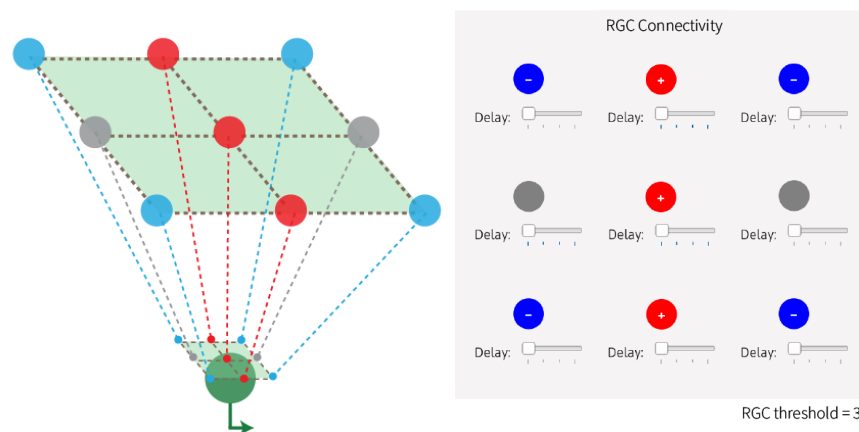 RGC Connectivity
− + −
Delay: Delay: Delay:
+
Delay: Delay: Delay:
− + −
Delay: Delay: Delay:
RGC threshold = 3